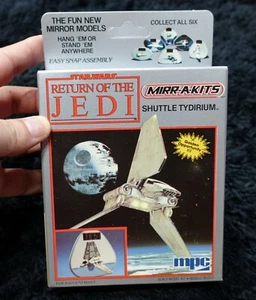 THE FUN NEW
MIRROR MODELS
HANG 'EM OR
STAND 'EM
ANYWHERE
EASY SNAP ASSEMBLY
COLLECT ALL SIX
STAR WARS
RETURN OF THE
JEDI
MIRR-A-KITS
SHUTTLE TYDIRIUM
mpc